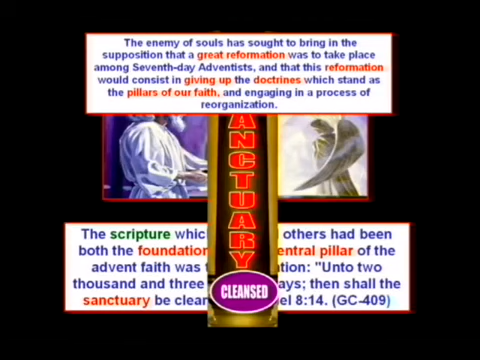 The enemy of souls has sought to bring in the
supposition that a great reformation was to take place
among Seventh-day Adventists, and that this reformation
would consist in giving up the doctrines which stand as
the pillars of our faith, and engaging in a process of
reorganization.
ANCTUARY
CLEANSED
The scripture whic others had been
both the foundation entral pillar of the
advent faith was t tion: "Unto two
thousand and three ays; then shall the
sanctuary be clean el 8:14. (GC-409)